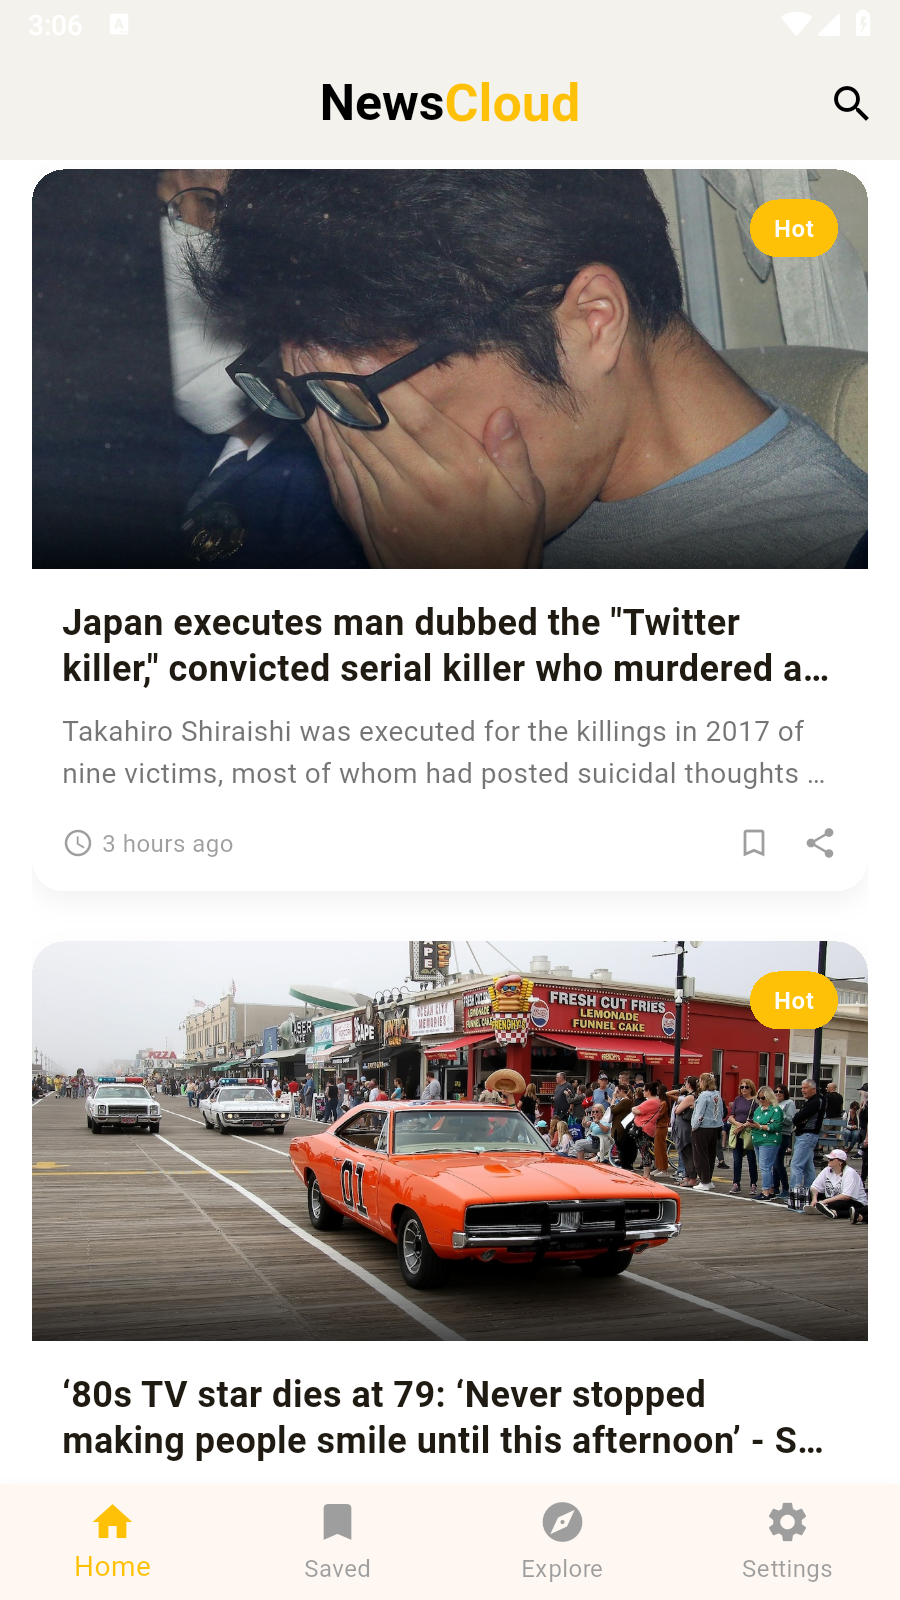 3:06
NewsCloud
Hot
Japan executes man dubbed the "Twitter
killer," convicted serial killer who murdered a…
Takahiro Shiraishi was executed for the killings in 2017 of
nine victims, most of whom had posted suicidal thoughts …
3 hours ago
Hot
FRESH CUT FRIES
LEMONADE
FUNNEL CAKE
OCEAN CITY
MEMORIES
PIZZA
01
‘80s TV star dies at 79: ‘Never stopped
making people smile until this afternoon’ - S…
Home
Saved
Explore
Settings